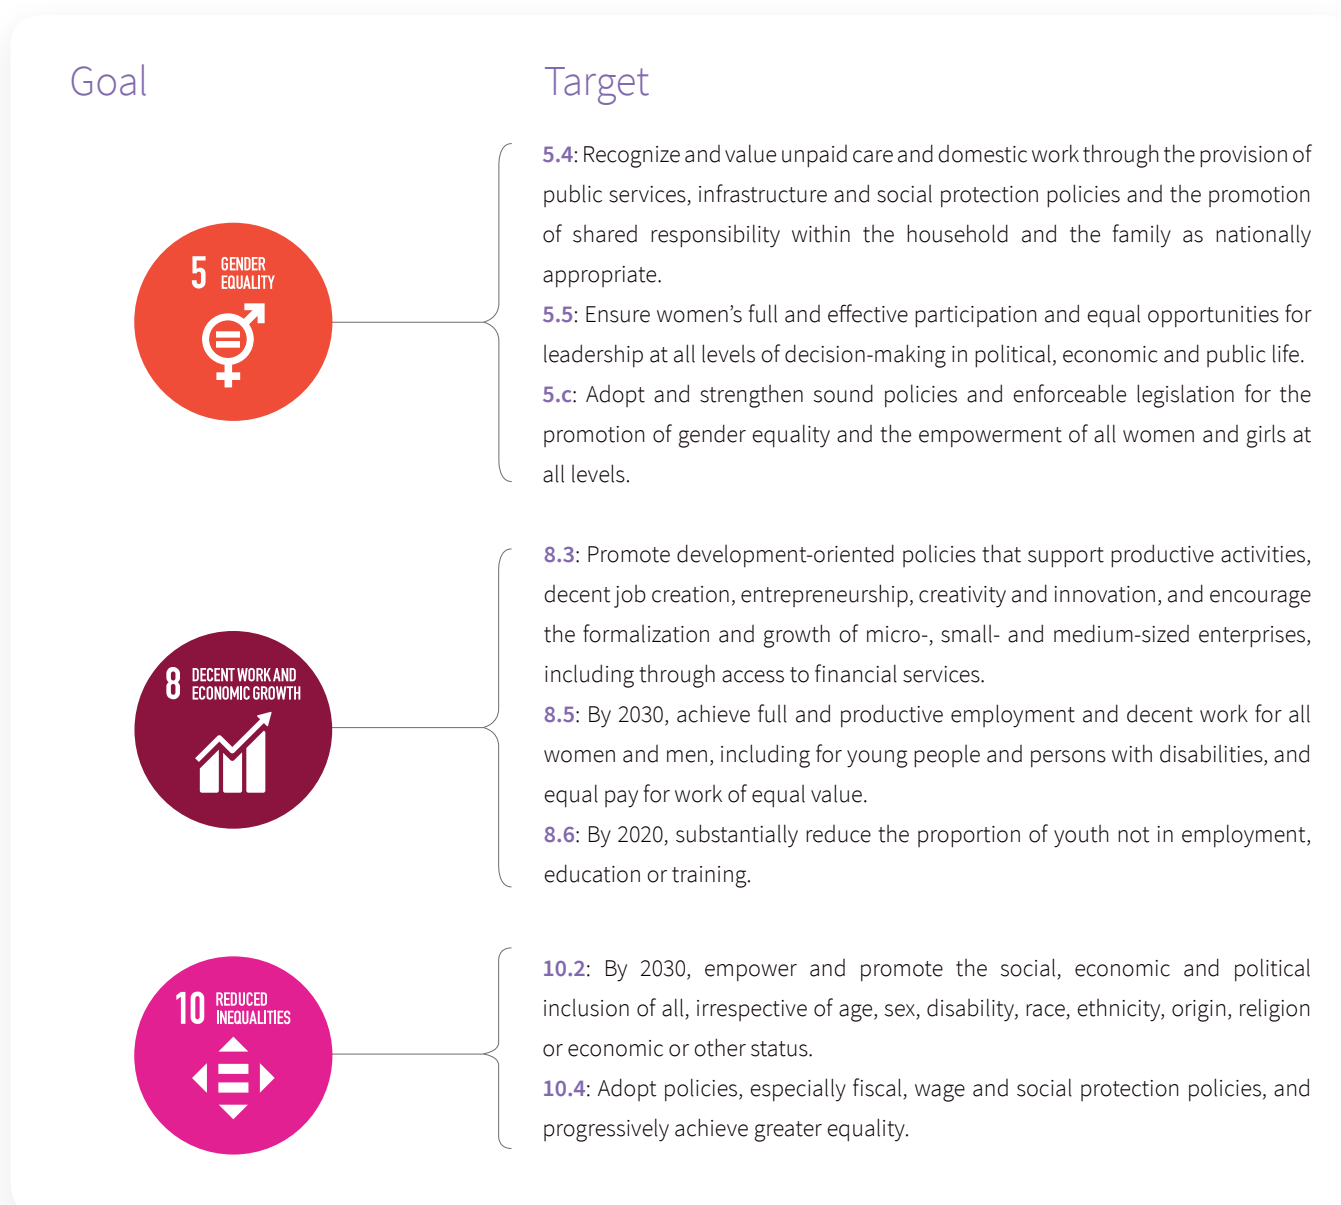 Goal
Target
5 GENDER
EQUALITY
5.4: Recognize and value unpaid care and domestic work through the provision of
public services, infrastructure and social protection policies and the promotion
of shared responsibility within the household and the family as nationally
appropriate.
5.5: Ensure women’s full and effective participation and equal opportunities for
leadership at all levels of decision-making in political, economic and public life.
5.c: Adopt and strengthen sound policies and enforceable legislation for the
promotion of gender equality and the empowerment of all women and girls at
all levels.
8 DECENT WORK AND
ECONOMIC GROWTH
8.3: Promote development-oriented policies that support productive activities,
decent job creation, entrepreneurship, creativity and innovation, and encourage
the formalization and growth of micro-, small- and medium-sized enterprises,
including through access to financial services.
8.5: By 2030, achieve full and productive employment and decent work for all
women and men, including for young people and persons with disabilities, and
equal pay for work of equal value.
8.6: By 2020, substantially reduce the proportion of youth not in employment,
education or training.
10 REDUCED
INEQUALITIES
10.2: By 2030, empower and promote the social, economic and political
inclusion of all, irrespective of age, sex, disability, race, ethnicity, origin, religion
or economic or other status.
10.4: Adopt policies, especially fiscal, wage and social protection policies, and
progressively achieve greater equality.